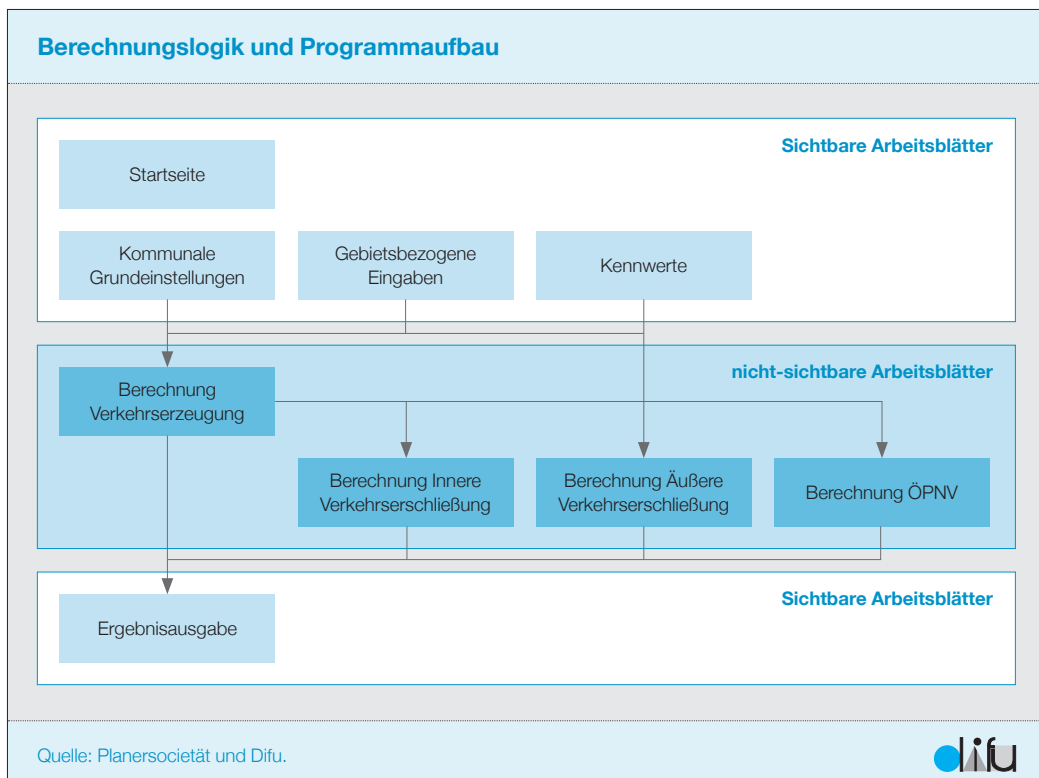 Berechnungslogik und Programmaufbau
Sichtbare Arbeitsblätter
Startseite
Kommunale
Grundeinstellungen
Gebietsbezogene
Eingaben
Kennwerte
nicht-sichtbare Arbeitsblätter
Berechnung
Verkehrserzeugung
Berechnung Innere
Verkehrserschließung
Berechnung Äußere
Verkehrserschließung
Berechnung ÖPNV
Sichtbare Arbeitsblätter
Ergebnisausgabe
Quelle: Planersocietät und Difu.
difu